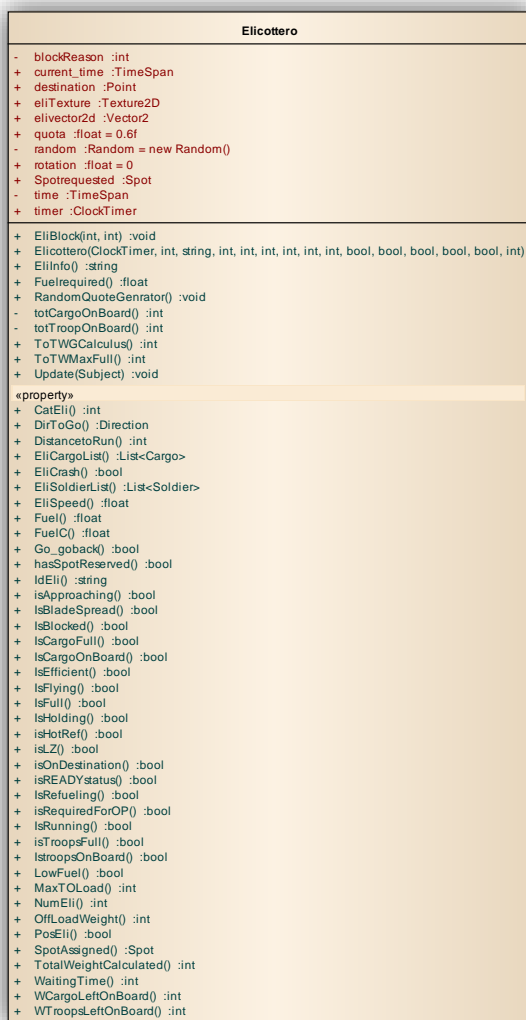 Elicottero
- blockReason :int
+ current_time :TimeSpan
+ destination :Point
+ eliTexture :Texture2D
+ elivector2d :Vector2
+ quota :float = 0.6f
- random :Random = new Random()
+ rotation :float = 0
+ Spotrequested :Spot
- time :TimeSpan
+ timer :ClockTimer
+ EliBlock(int, int) :void
+ Elicottero(ClockTimer, int, string, int, int, int, int, int, int, bool, bool, bool, bool, bool, int)
+ EliInfo() :string
+ Fuelrequired() :float
+ RandomQuoteGenrator() :void
- totCargoOnBoard() :int
- totTroopOnBoard() :int
+ ToTWGCalculus() :int
+ ToTWMaxFull() :int
+ Update(Subject) :void
«property»
+ CatEli() :int
+ DirToGo() :Direction
+ DistancetoRun() :int
+ EliCargoList() :List<Cargo>
+ EliCrash() :bool
+ EliSoldierList() :List<Soldier>
+ EliSpeed() :float
+ Fuel() :float
+ FuelC() :float
+ Go_goback() :bool
+ hasSpotReserved() :bool
+ IdEli() :string
+ isApproaching() :bool
+ IsBladeSpread() :bool
+ IsBlocked() :bool
+ IsCargoFull() :bool
+ IsCargoOnBoard() :bool
+ IsEfficient() :bool
+ IsFlying() :bool
+ IsFull() :bool
+ IsHolding() :bool
+ isHotRef() :bool
+ isLZ() :bool
+ isOnDestination() :bool
+ isREADYstatus() :bool
+ IsRefueling() :bool
+ isRequiredForOP() :bool
+ IsRunning() :bool
+ isTroopsFull() :bool
+ IstroopsOnBoard() :bool
+ LowFuel() :bool
+ MaxTOLoad() :int
+ NumEli() :int
+ OffLoadWeight() :int
+ PosEli() :bool
+ SpotAssigned() :Spot
+ TotalWeightCalculated() :int
+ WaitingTime() :int
+ WCargoLeftOnBoard() :int
+ WTroopsLeftOnBoard() :int